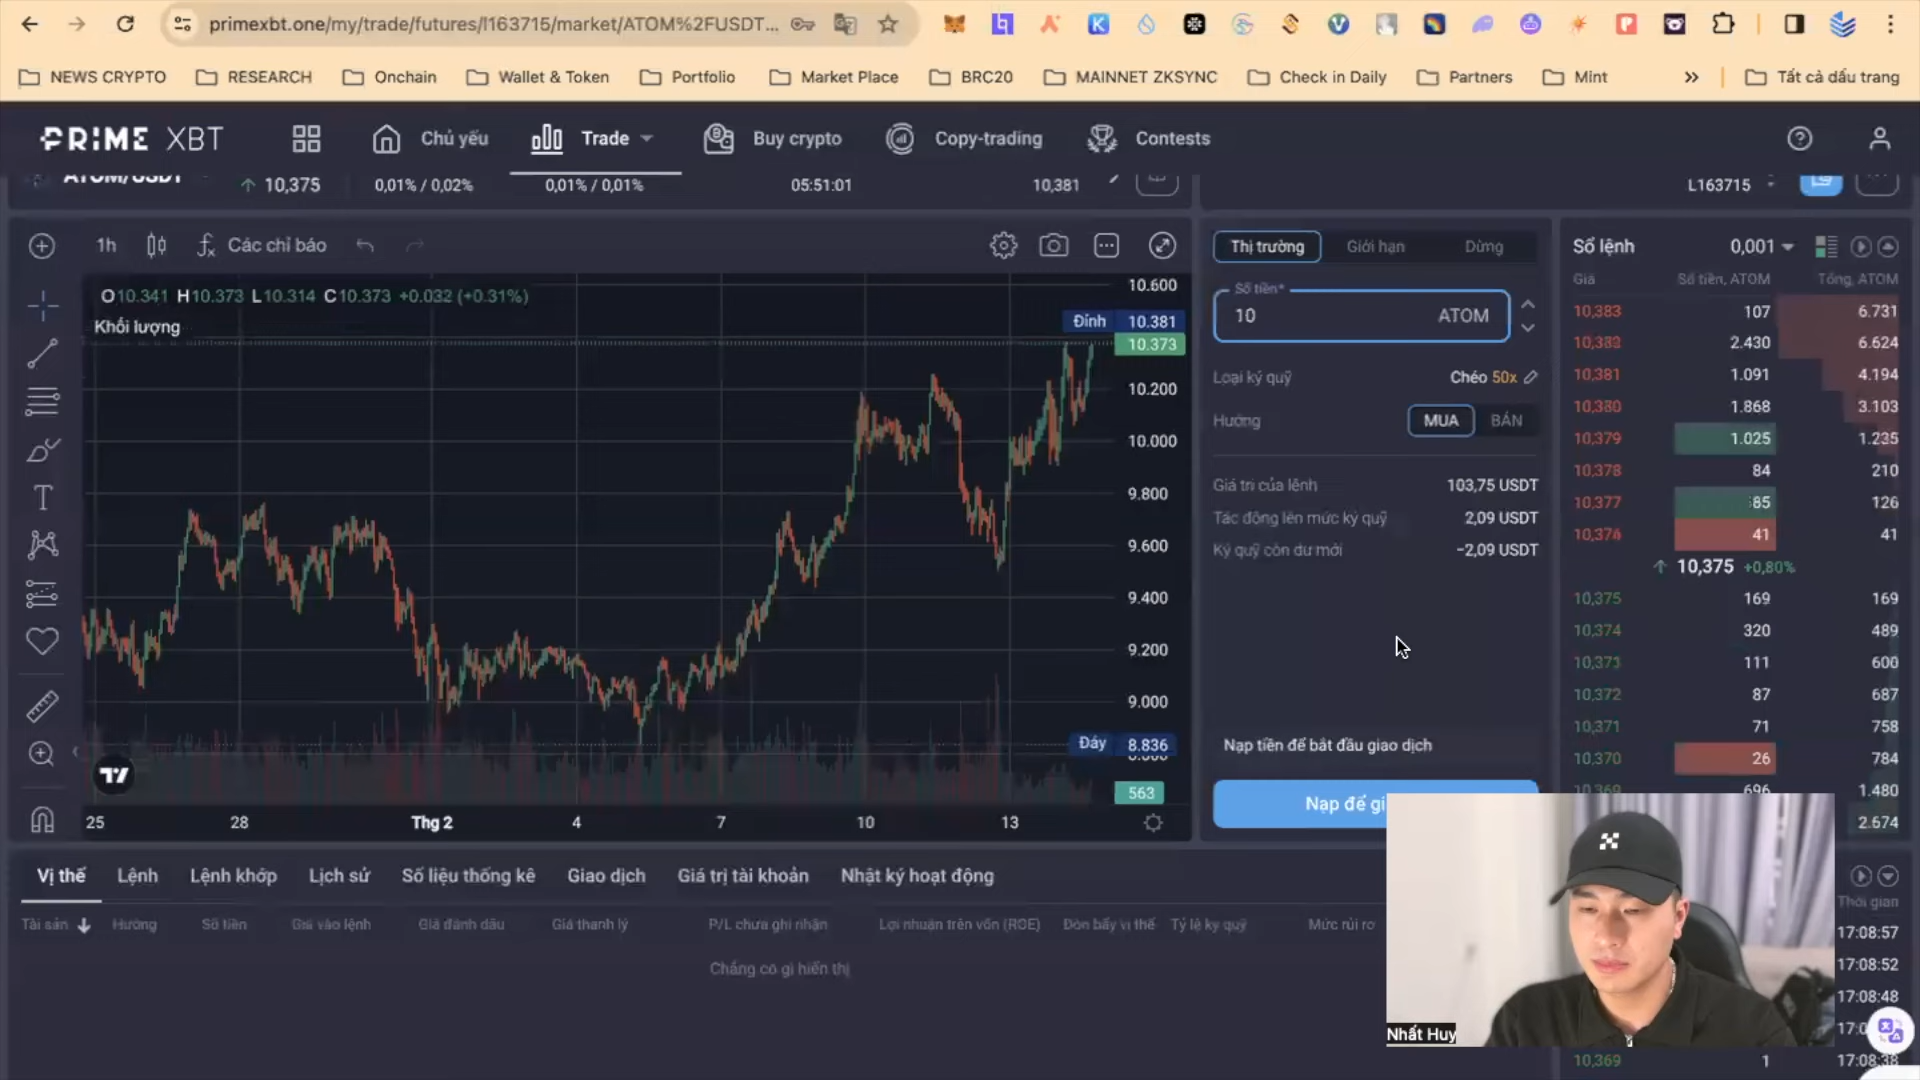 primexbt.one/my/trade/futures/l163715/market/ATOM%2FUSDT...
NEWS CRYPTO RESEARCH Onchain Wallet & Token Portfolio Market Place BRC20 MAINNET ZKSYNC Check in Daily Partners Mint » Tất cả dấu trang
PRIME XBT Chủ yếu Trade Buy crypto Copy-trading Contests
ATOM/USDT 10,375 0,01% / 0,02% 0,01% / 0,01% 05:51:01 10,381 L163715
1h Các chỉ báo
O10.341 H10.373 L10.314 C10.373 +0.032 (+0.31%)
Khối lượng
10.600
Đỉnh 10.381
10.373
10.200
10.000
9.800
9.600
9.400
9.200
9.000
Đáy 8.836
563
25 28 Thg 2 4 7 10 13
Thị trường Giới hạn Dừng
Số tiền*
10 ATOM
Loại ký quỹ Chéo 50x
Hướng MUA BÁN
Giá trị của lệnh 103,75 USDT
Tác động lên mức ký quỹ 2,09 USDT
Ký quỹ còn dư mới −2,09 USDT
Nạp tiền để bắt đầu giao dịch
Nạp để gi
Sổ lệnh 0,001
Giá Số tiền, ATOM Tổng, ATOM
10,383 107 6.731
10,382 2.430 6.624
10,381 1.091 4.194
10,380 1.868 3.103
10,379 1.025 1.235
10,378 84 210
10,377 85 126
10,376 41 41
10,375 +0,80%
10,375 169 169
10,374 320 489
10,373 111 600
10,372 87 687
10,371 71 758
10,370 26 784
10,369 696 1.480
2.674
Vị thế Lệnh Lệnh khớp Lịch sử Số liệu thống kê Giao dịch Giá trị tài khoản Nhật ký hoạt động
Tài sản Hướng Số tiền Giá vào lệnh Giá đánh dấu Giá thanh lý P/L chưa ghi nhận Lợi nhuận trên vốn (ROE) Đòn bẩy vị thế Tỷ lệ ký quỹ Mức rủi ro
Chẳng có gì hiển thị
Thời gian
17:08:57
17:08:52
17:08:48
10,369 1 17:08:38
Nhất Huy